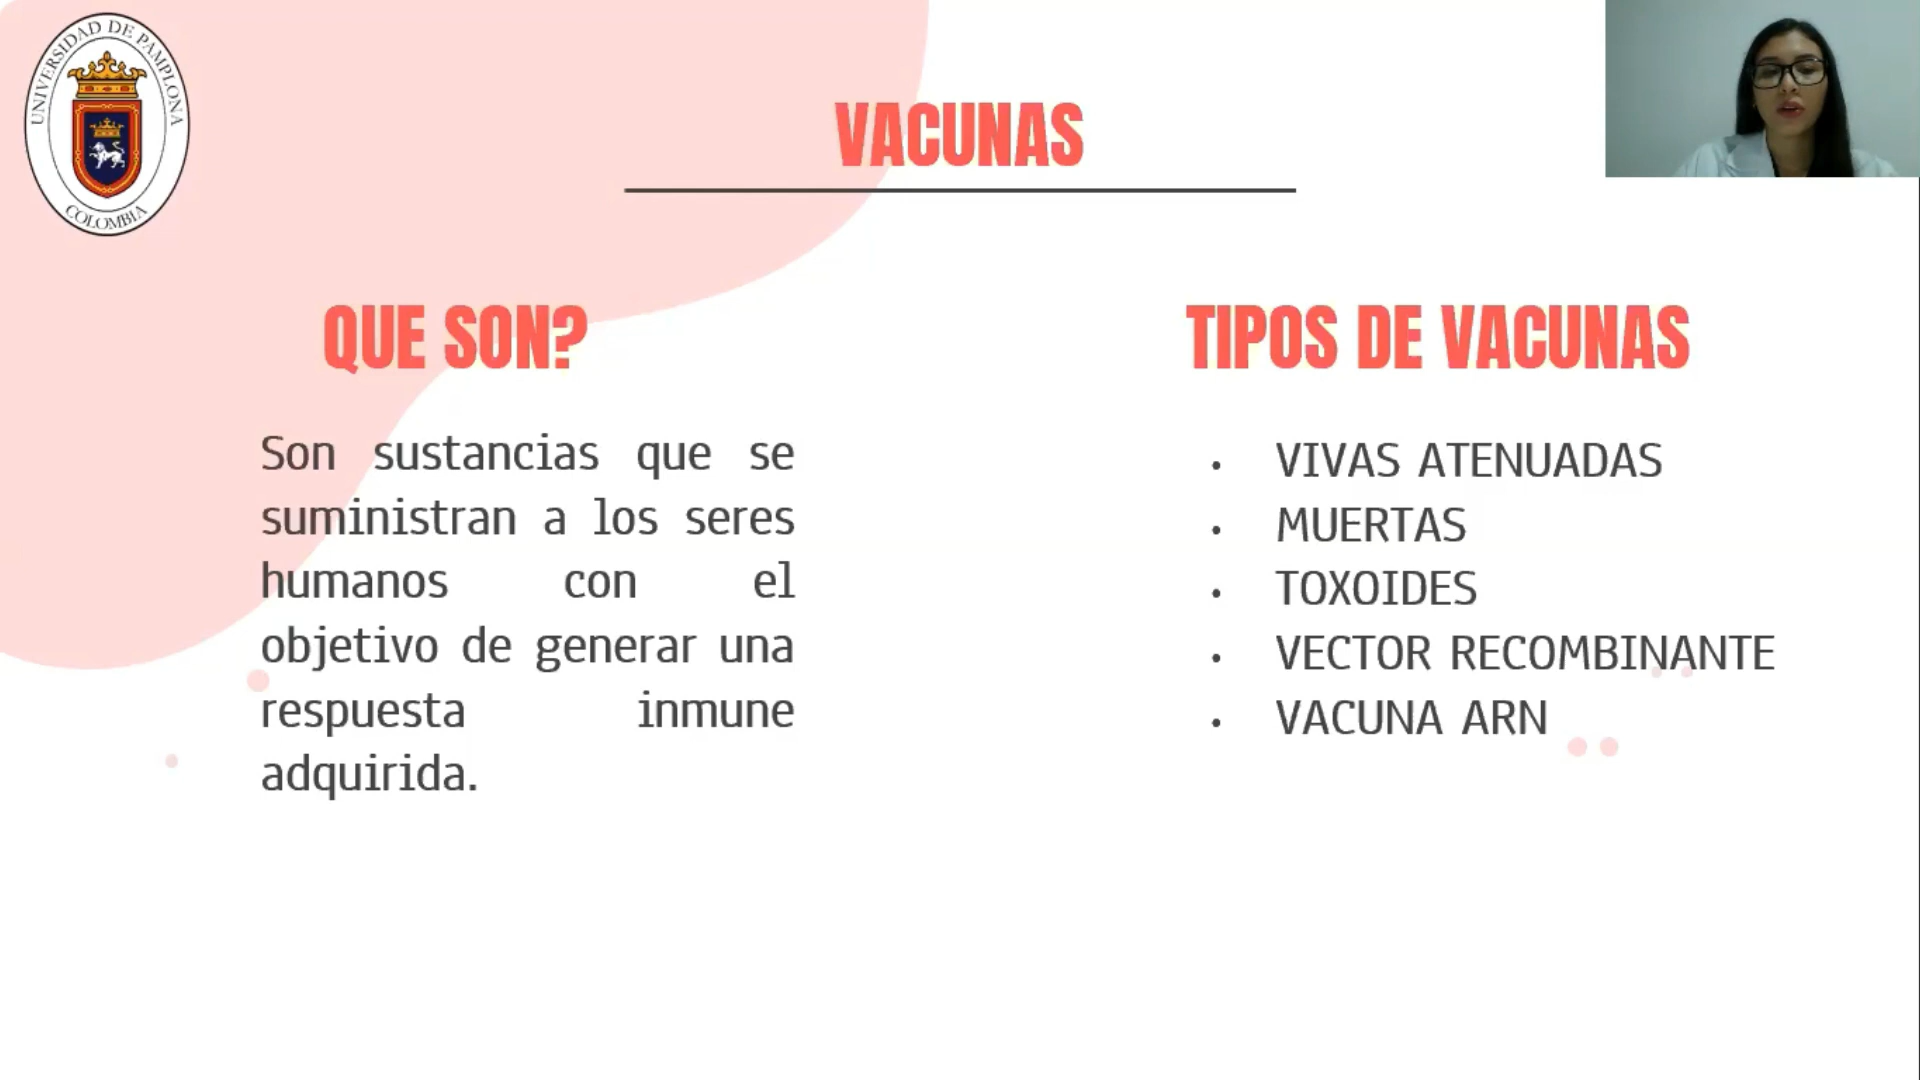 UNIVERSIDAD DE PAMPLONA
COLOMBIA
VACUNAS
QUE SON?
Son sustancias que se
suministran a los seres
humanos con el
objetivo de generar una
respuesta inmune
adquirida.
TIPOS DE VACUNAS
• VIVAS ATENUADAS
• MUERTAS
• TOXOIDES
• VECTOR RECOMBINANTE
• VACUNA ARN